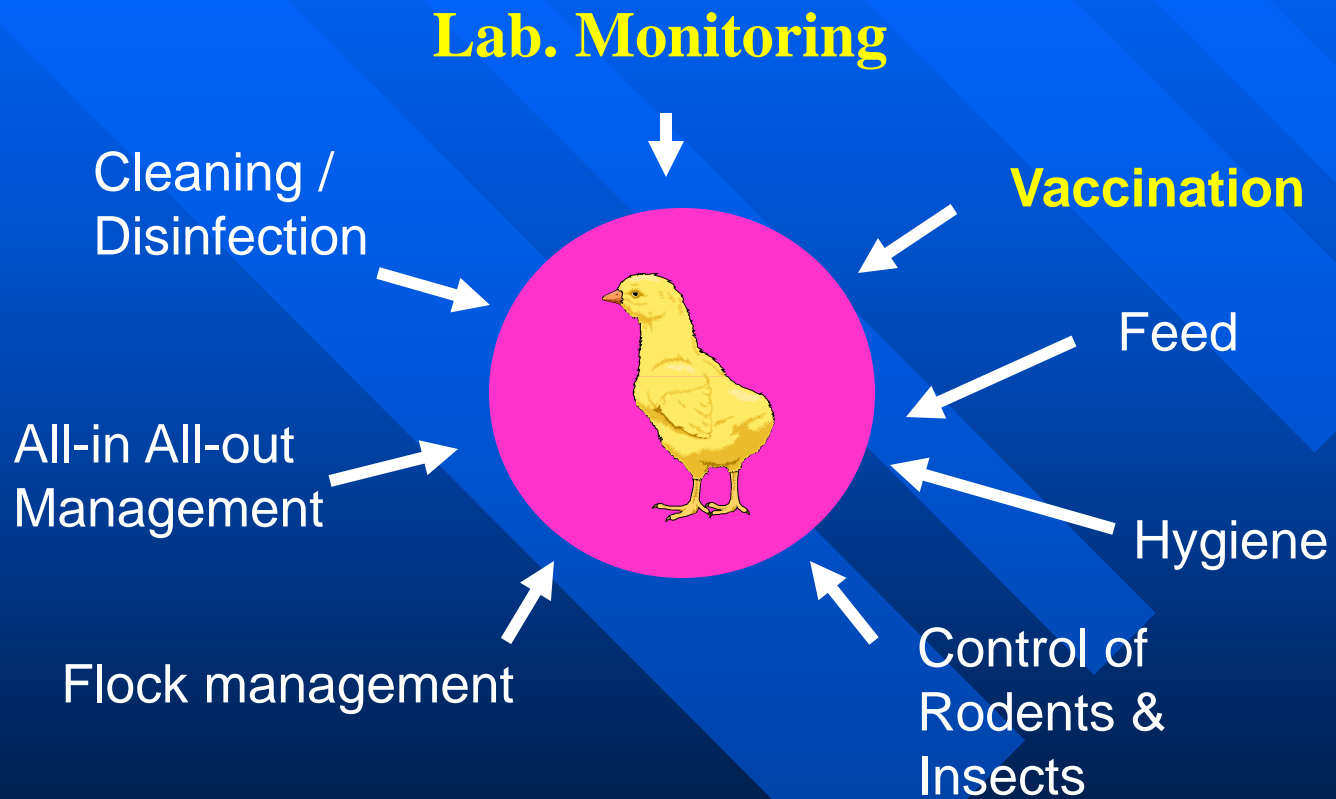 Lab. Monitoring
Cleaning /
Disinfection
Vaccination
Feed
All-in All-out
Management
Hygiene
Flock management
Control of
Rodents &
Insects